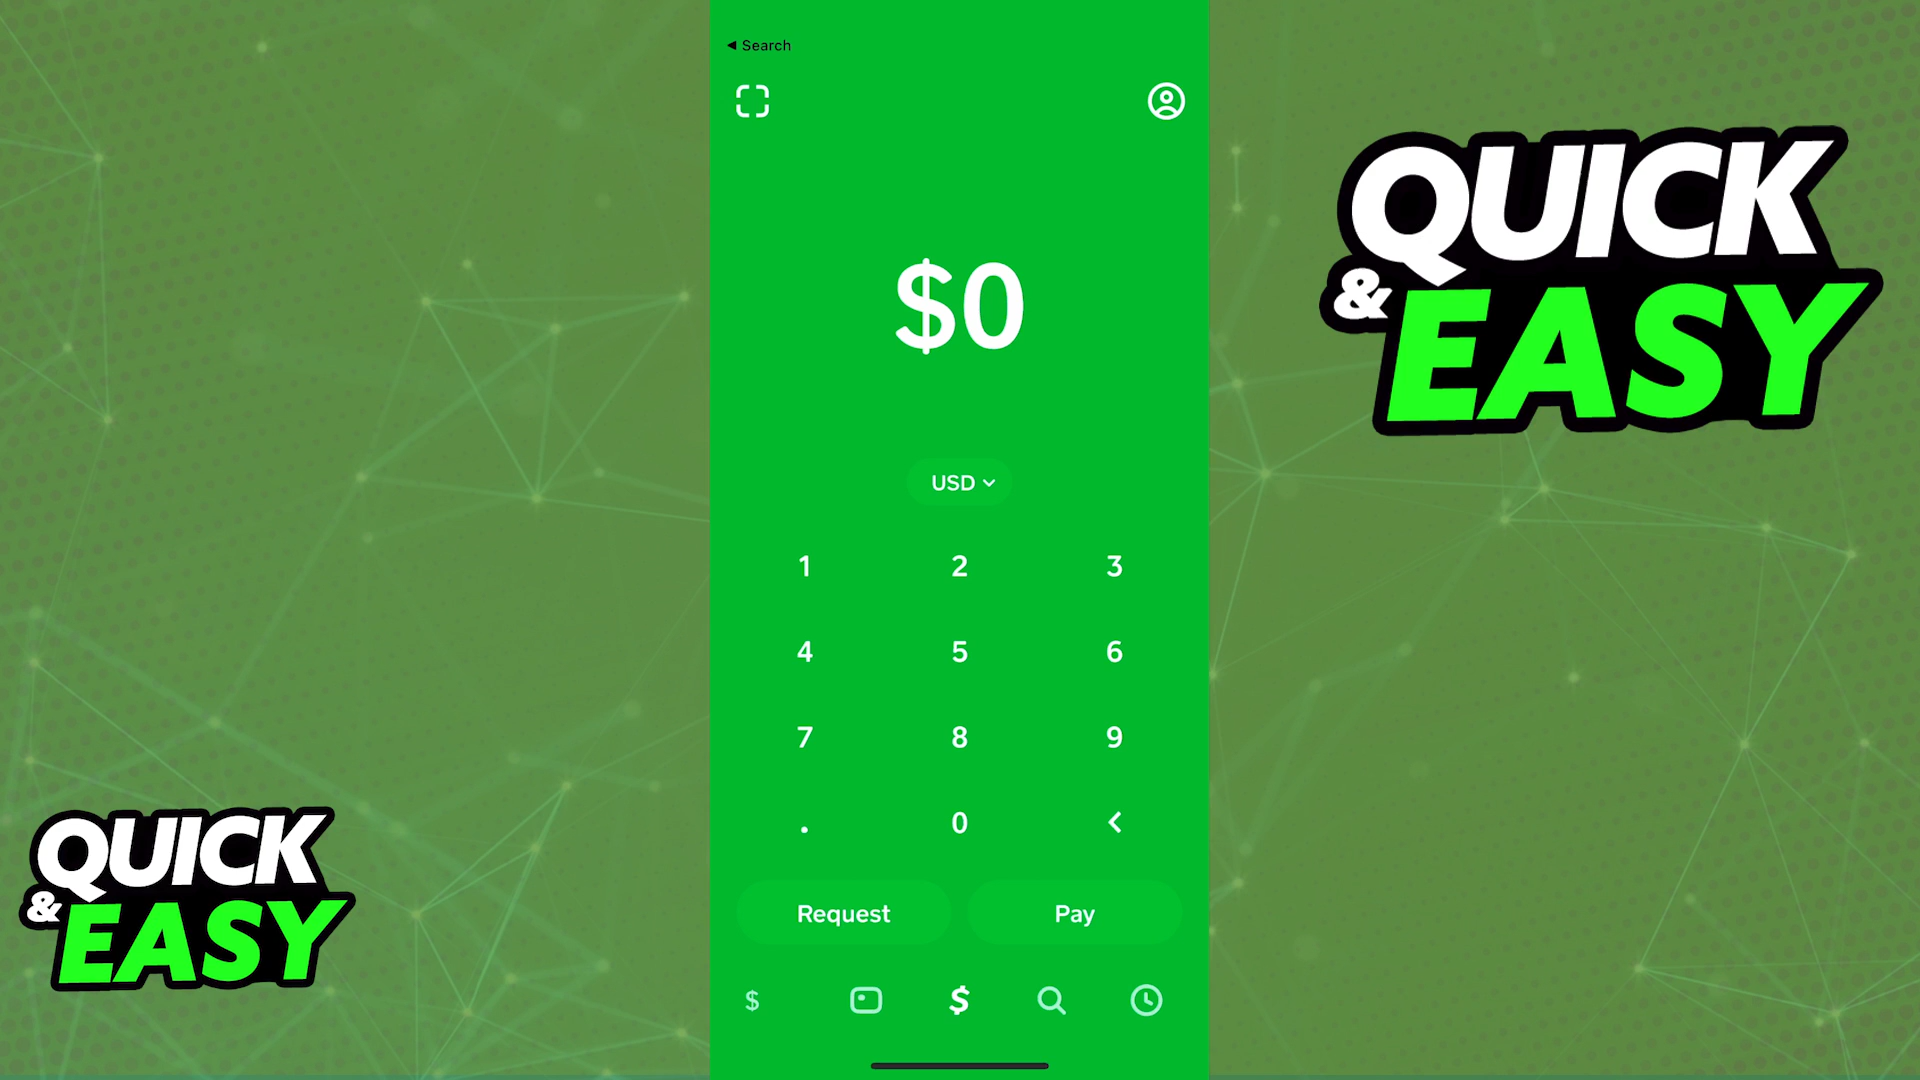 ◄ Search
$0
USD
1 2 3
4 5 6
7 8 9
. 0 <
Request Pay
$ $
QUICK
& EASY
QUICK
& EASY